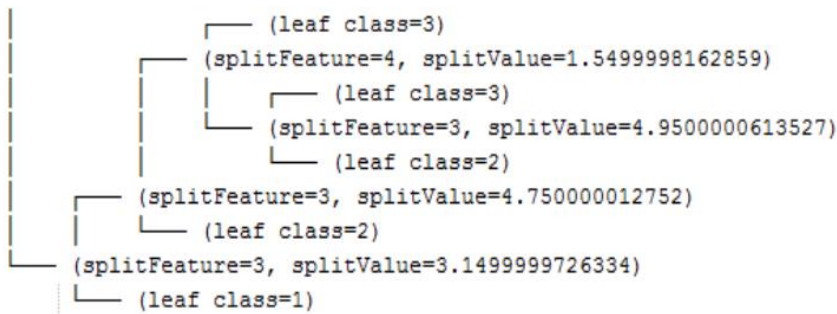 (leaf class=3)
(splitFeature=4, splitValue=1.5499998162859)
(leaf class=3)
(splitFeature=3, splitValue=4.9500000613527)
(leaf class=2)
(splitFeature=3, splitValue=4.750000012752)
(leaf class=2)
(splitFeature=3, splitValue=3.1499999726334)
(leaf class=1)